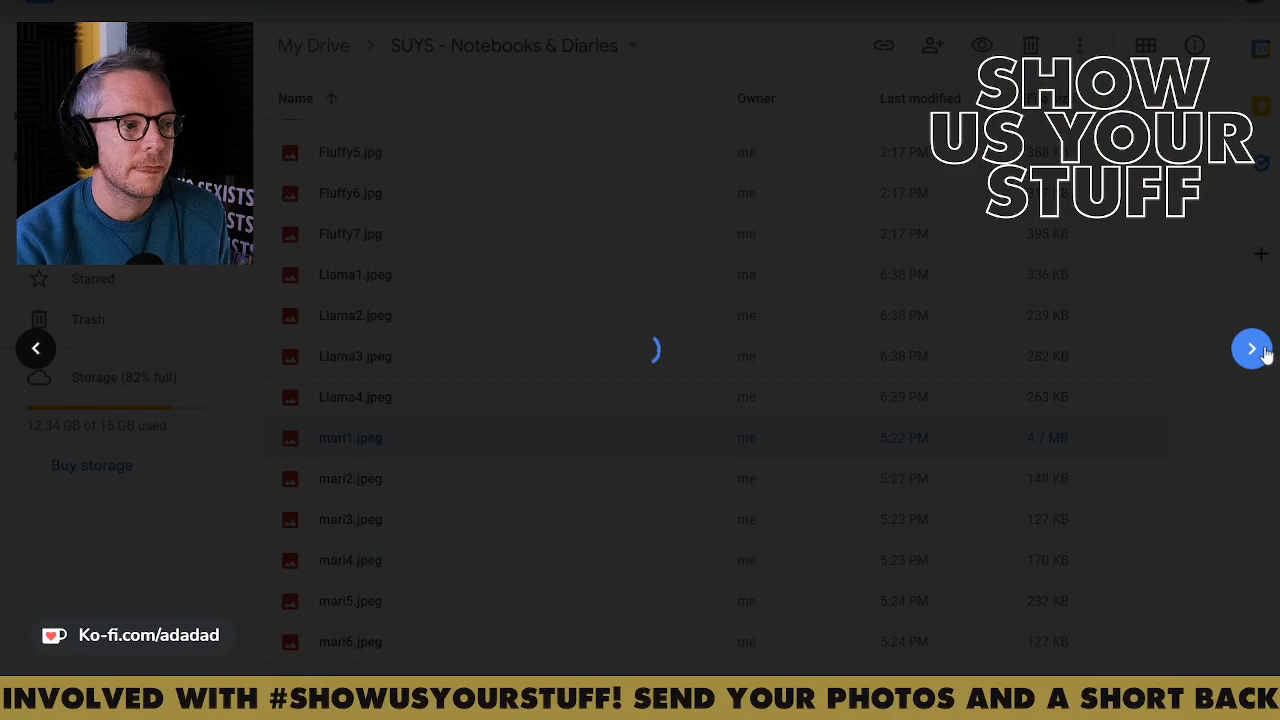 My Drive > SUYS - Notebooks & Diaries
SHOW
US YOUR
STUFF
Name Owner Last modified
Fluffy5.jpg me 2:17 PM 388 KB
Fluffy6.jpg me 2:17 PM KB
Fluffy7.jpg me 2:17 PM 395 KB
Llama1.jpeg me 6:38 PM 336 KB
Llama2.jpeg me 6:38 PM 239 KB
Llama3.jpeg me 6:38 PM 282 KB
Llama4.jpeg me 6:39 PM 263 KB
mari1.jpeg me 5:22 PM 4.7 MB
mari2.jpeg me 5:22 PM 148 KB
mari3.jpeg me 5:23 PM 127 KB
mari4.jpeg me 5:23 PM 170 KB
mari5.jpeg me 5:24 PM 232 KB
mari6.jpeg me 5:24 PM 127 KB
SEXISTS
Starred
Trash
Storage (82% full)
12.34 GB of 15 GB used
Buy storage
Ko-fi.com/adadad
INVOLVED WITH #SHOWUSYOURSTUFF! SEND YOUR PHOTOS AND A SHORT BACK